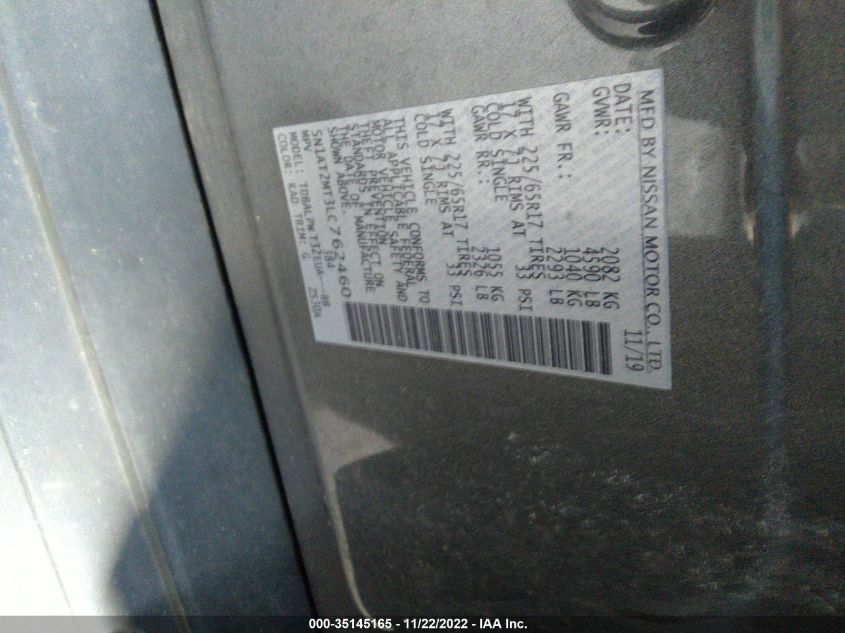 MFD BY NISSAN MOTOR CO., LTD.
DATE: 11/19
GVWR: 2082 KG
4590 LB
GAWR FR.: 1040 KG
2293 LB
WITH 225/65R17 TIRES
17 X 7J RIMS AT 33 PSI
COLD SINGLE
GAWR RR.: 1055 KG
2326 LB
WITH 225/65R17 TIRES
17 X 7J RIMS AT 33 PSI
COLD SINGLE
THIS VEHICLE CONFORMS TO
ALL APPLICABLE FEDERAL
MOTOR VEHICLE SAFETY AND
THEFT PREVENTION
STANDARDS IN EFFECT ON
THE DATE OF MANUFACTURE
SHOWN ABOVE.
5N1AT2MT3LC762460
MPV 184
MODEL: TDBALPW
COLOR: KAD TRIM: G
000-35145165 - 11/22/2022 - IAA Inc.